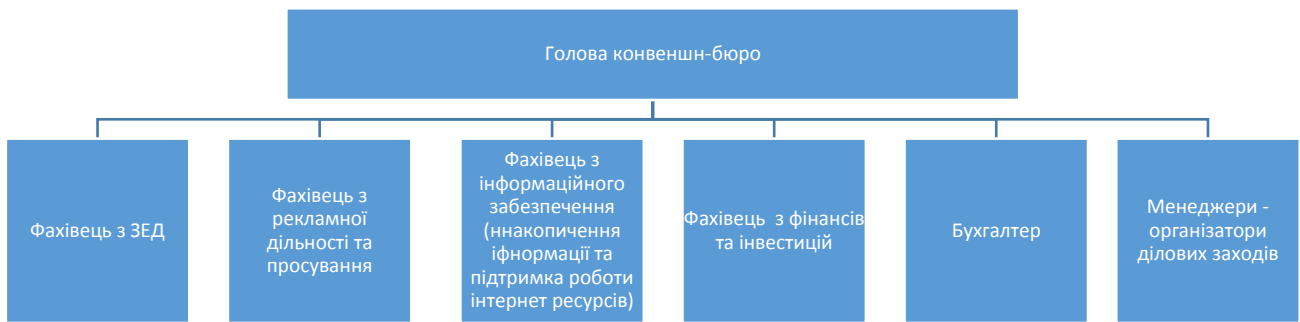 Голова конвеншн-бюро
Фахівець з ЗЕД
Фахівець з
рекламної
дільності та
просування
Фахівець з
інформаційного
забезпечення
(ннакопичення
іфнормації та
підтримка роботи
інтернет ресурсів)
Фахівець з фінансів
та інвестицій
Бухгалтер
Менеджери -
організатори
ділових заходів